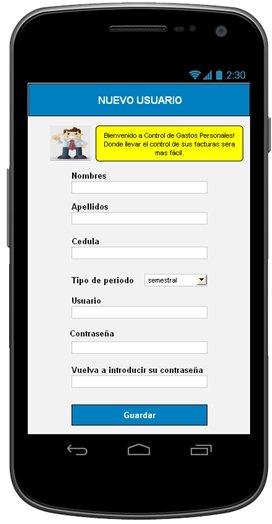 2:30
NUEVO USUARIO
Bienvenido a Control de Gastos Personales!
Donde llevar el control de sus facturas sera
mas fácil.
Nombres
Apellidos
Cedula
Tipo de periodo semestral
Usuario
Contraseña
Vuelva a introducir su contraseña
Guardar